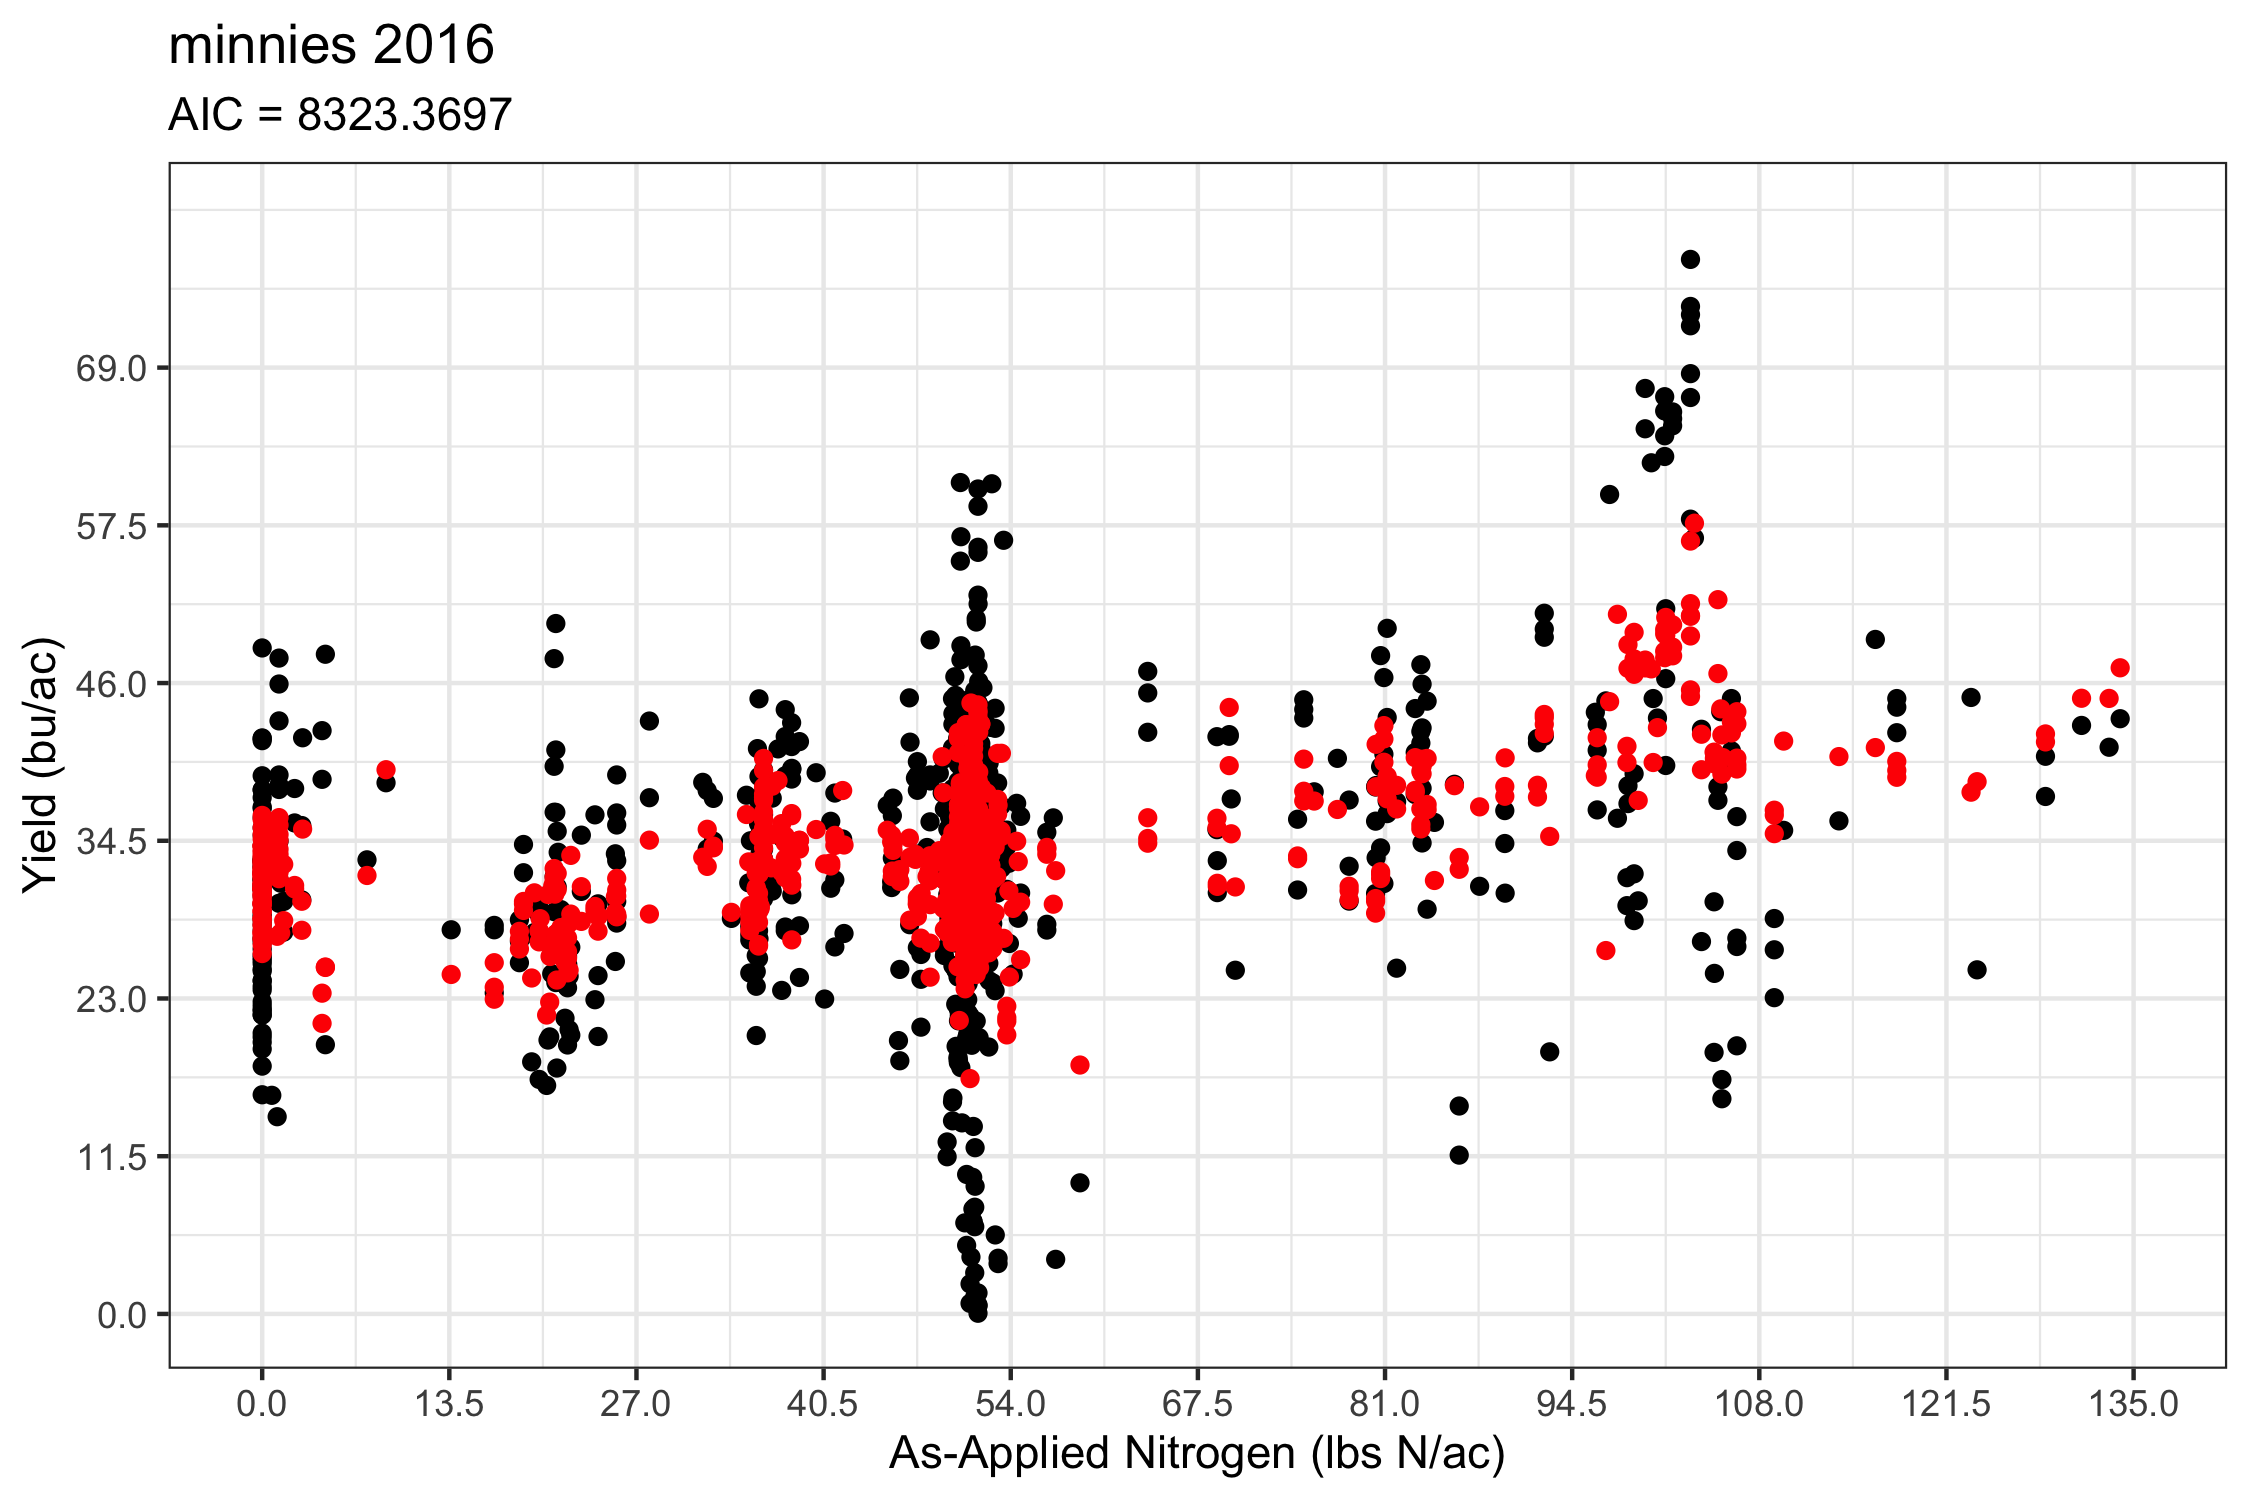 minnies 2016
AIC = 8323.3697
Yield (bu/ac)
69.0
57.5
46.0
34.5
23.0
11.5
0.0
0.0 13.5 27.0 40.5 54.0 67.5 81.0 94.5 108.0 121.5 135.0
As-Applied Nitrogen (lbs N/ac)